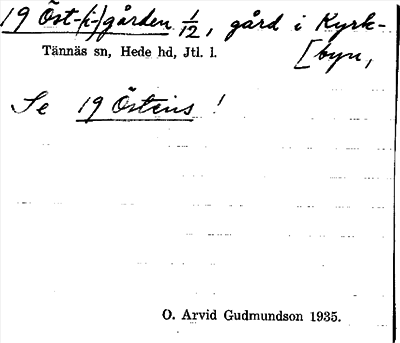 19 Öst-(i-)gården 1/12, gård i Kyrk-
[byn,
Tännäs sn, Hede hd, Jtl. l.
Se 19 Östens !
O. Arvid Gudmundson 1935.